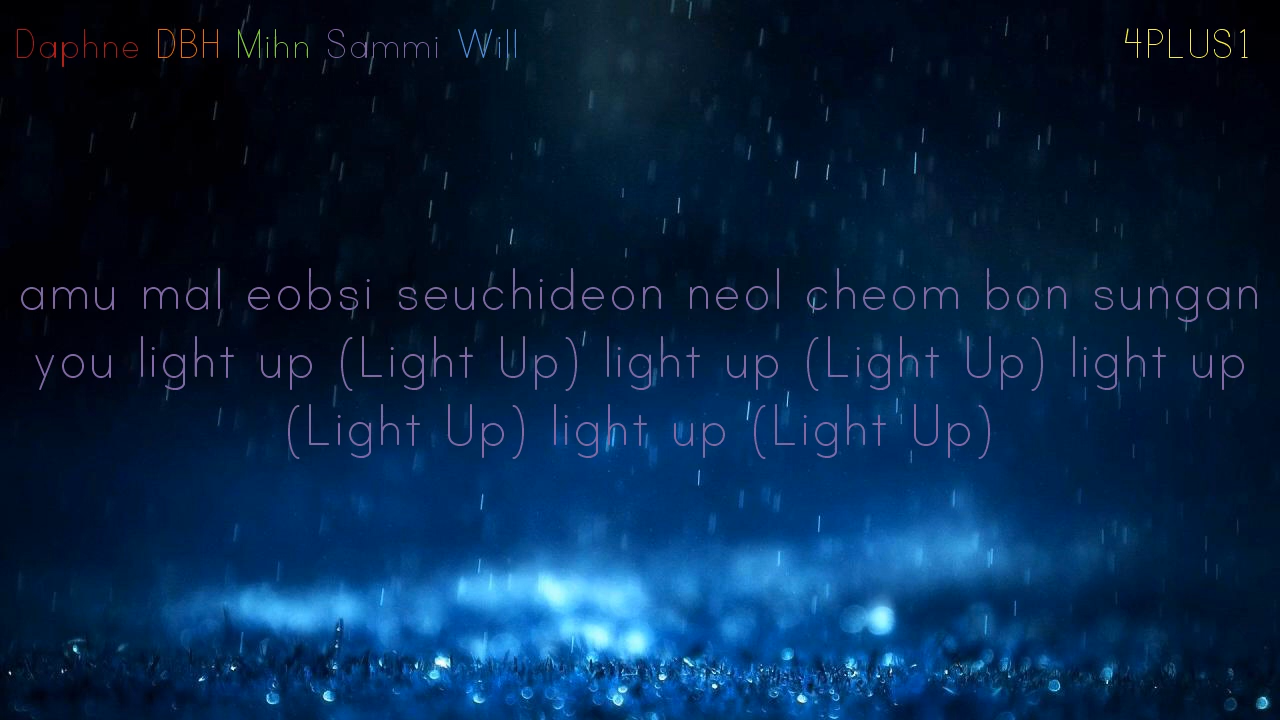 Daphne DBH Mihn Sammi Will
4PLUS1
amu mal eobsi seuchideon neol cheom bon sungan
you light up (Light Up) light up (Light Up) light up
(Light Up) light up (Light Up)